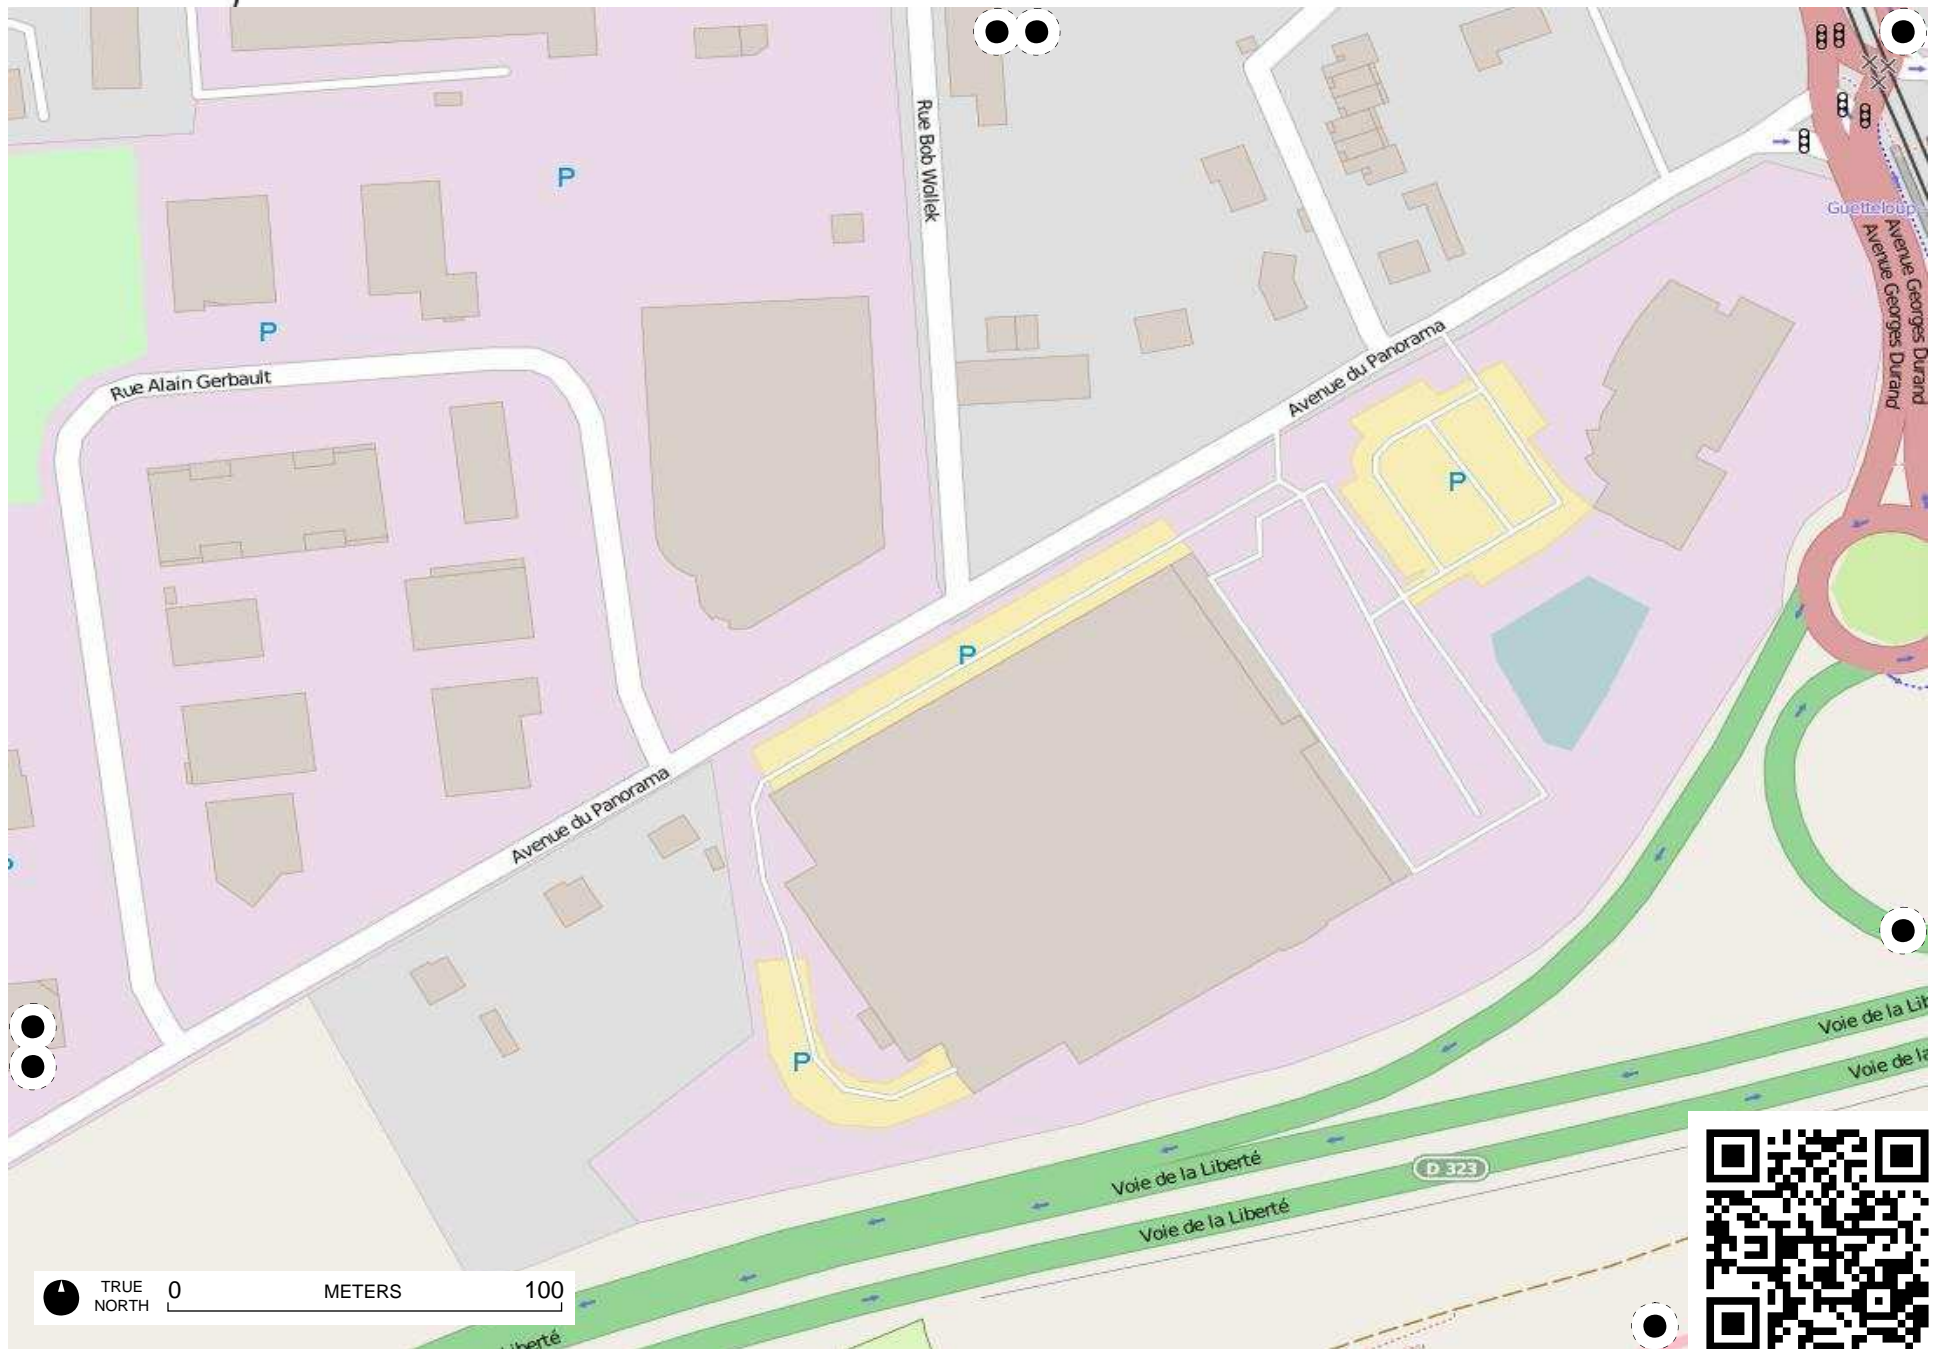 Rue Bob Wollek
P
Guetteloup
Avenue Georges Durand
Avenue Georges Durand
P
Rue Alain Gerbault
Avenue du Panorama
P
P
Avenue du Panorama
P
Voie de la Lib
Voie de la
Voie de la Liberté
D 323
Voie de la Liberté
TRUE NORTH
0 METERS 100
iberté